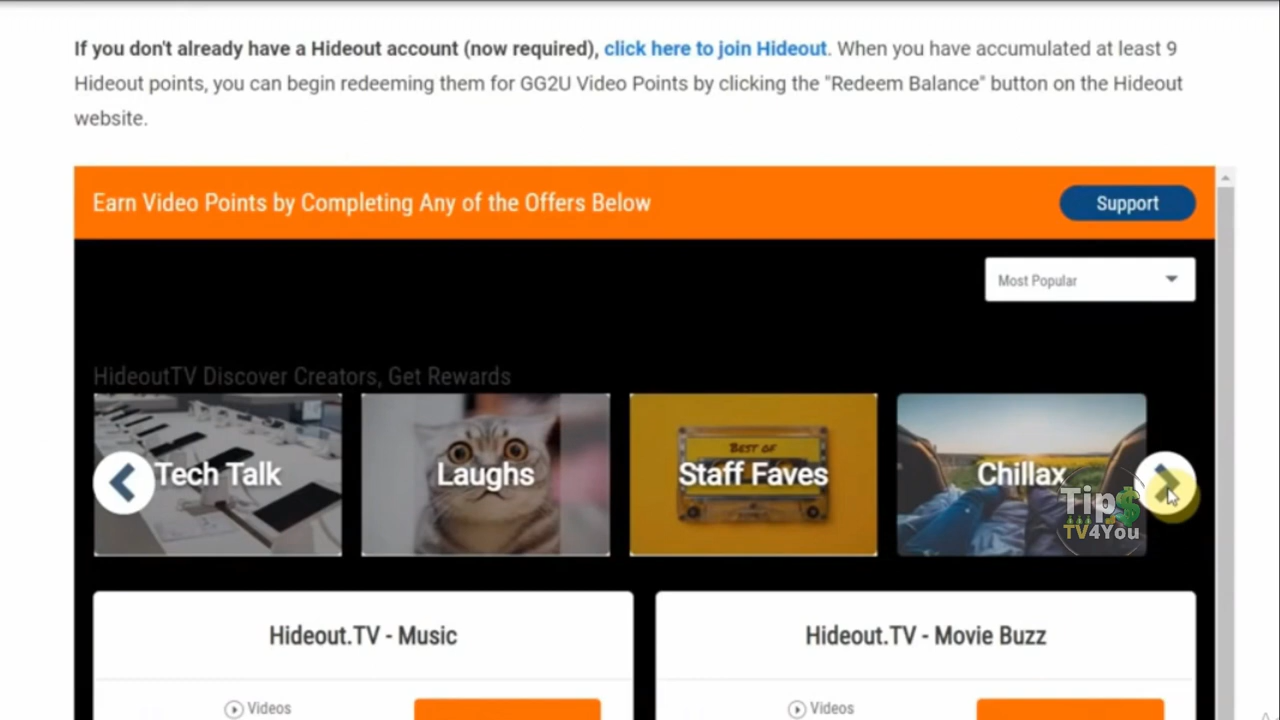 If you don't already have a Hideout account (now required), click here to join Hideout. When you have accumulated at least 9
Hideout points, you can begin redeeming them for GG2U Video Points by clicking the "Redeem Balance" button on the Hideout
website.
Earn Video Points by Completing Any of the Offers Below
Support
Most Popular
HideoutTV Discover Creators, Get Rewards
Tech Talk
Laughs
BEST OF
Staff Faves
Chillax
Tip$
TV4You
Hideout.TV - Music
Hideout.TV - Movie Buzz
Videos
Videos